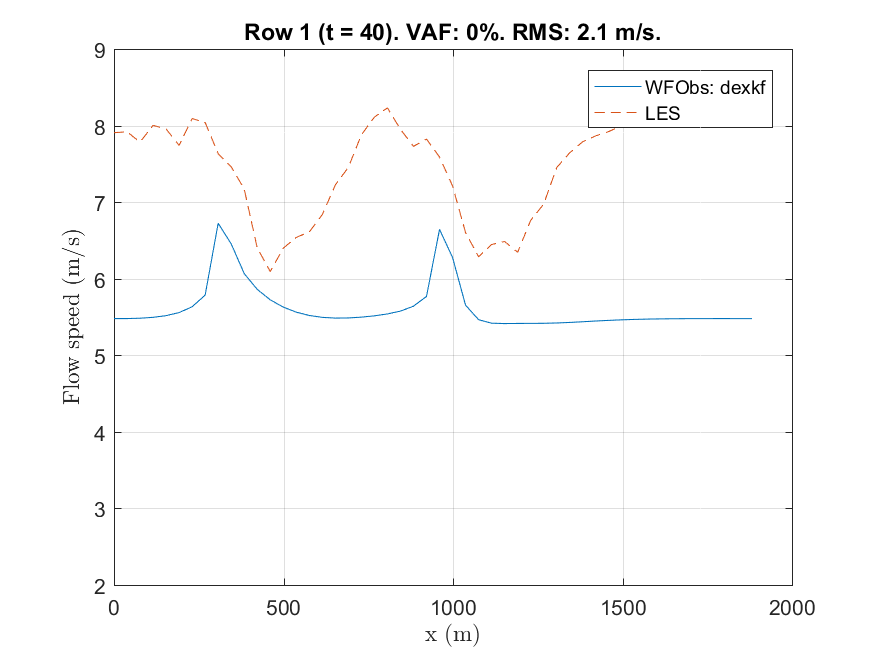 Row 1 (t = 40). VAF: 0%. RMS: 2.1 m/s.
9
8
7
6
5
4
3
2
Flow speed (m/s)
WFObs: dexkf
LES
0 500 1000 1500 2000
x (m)